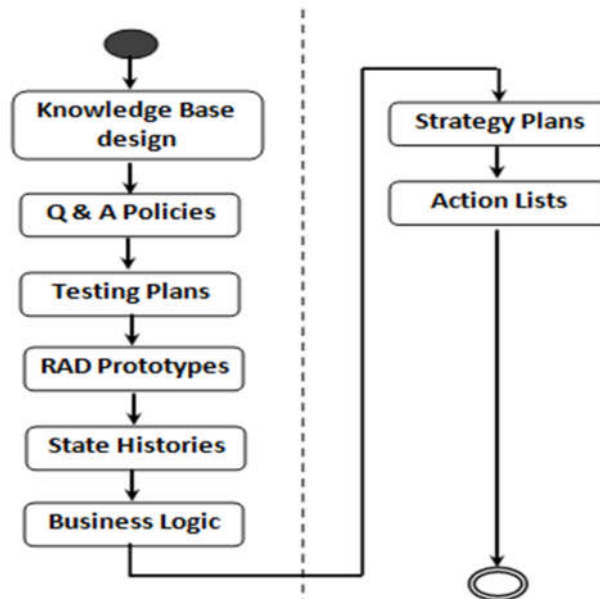 Knowledge Base
design
Q & A Policies
Testing Plans
RAD Prototypes
State Histories
Business Logic
Strategy Plans
Action Lists